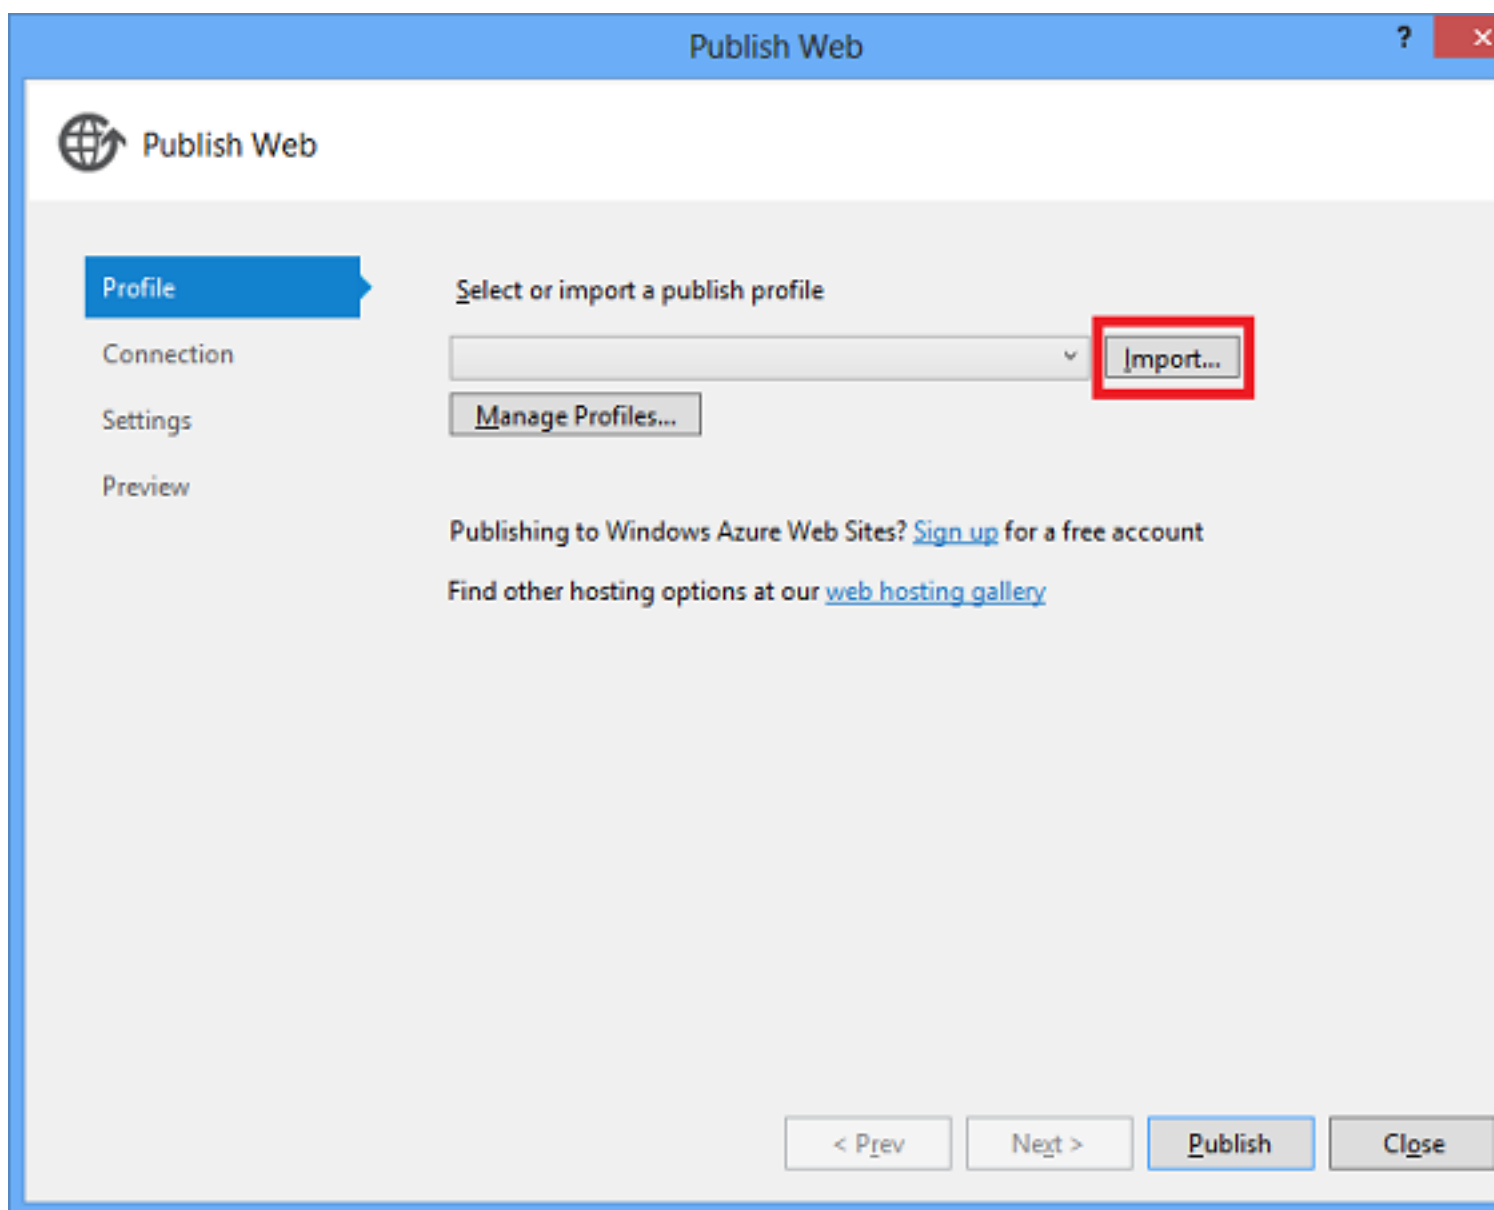 Publish Web
?
Publish Web
Profile
Connection
Settings
Preview
Select or import a publish profile
Import...
Manage Profiles...
Publishing to Windows Azure Web Sites? Sign up for a free account
Find other hosting options at our web hosting gallery
< Prev
Next >
Publish
Close